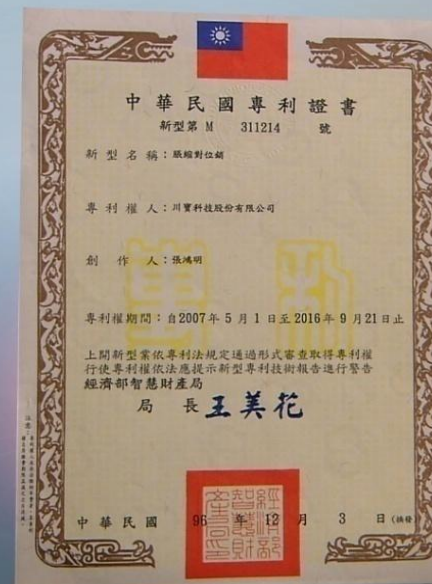 中華民國專利證書
新型第 M 311214 號
新型名稱：脹縮對位銷
專利權人：川寶科技股份有限公司
創作人：張鴻明
專利權期間：自2007年5月1日至2016年9月21日止
上開新型業依專利法規定通過形式審查取得專利權
行使專利權依法應提示新型專利技術報告進行警告
經濟部智慧財產局
局長 王美花
中華民國 96 年 12 月 3 日